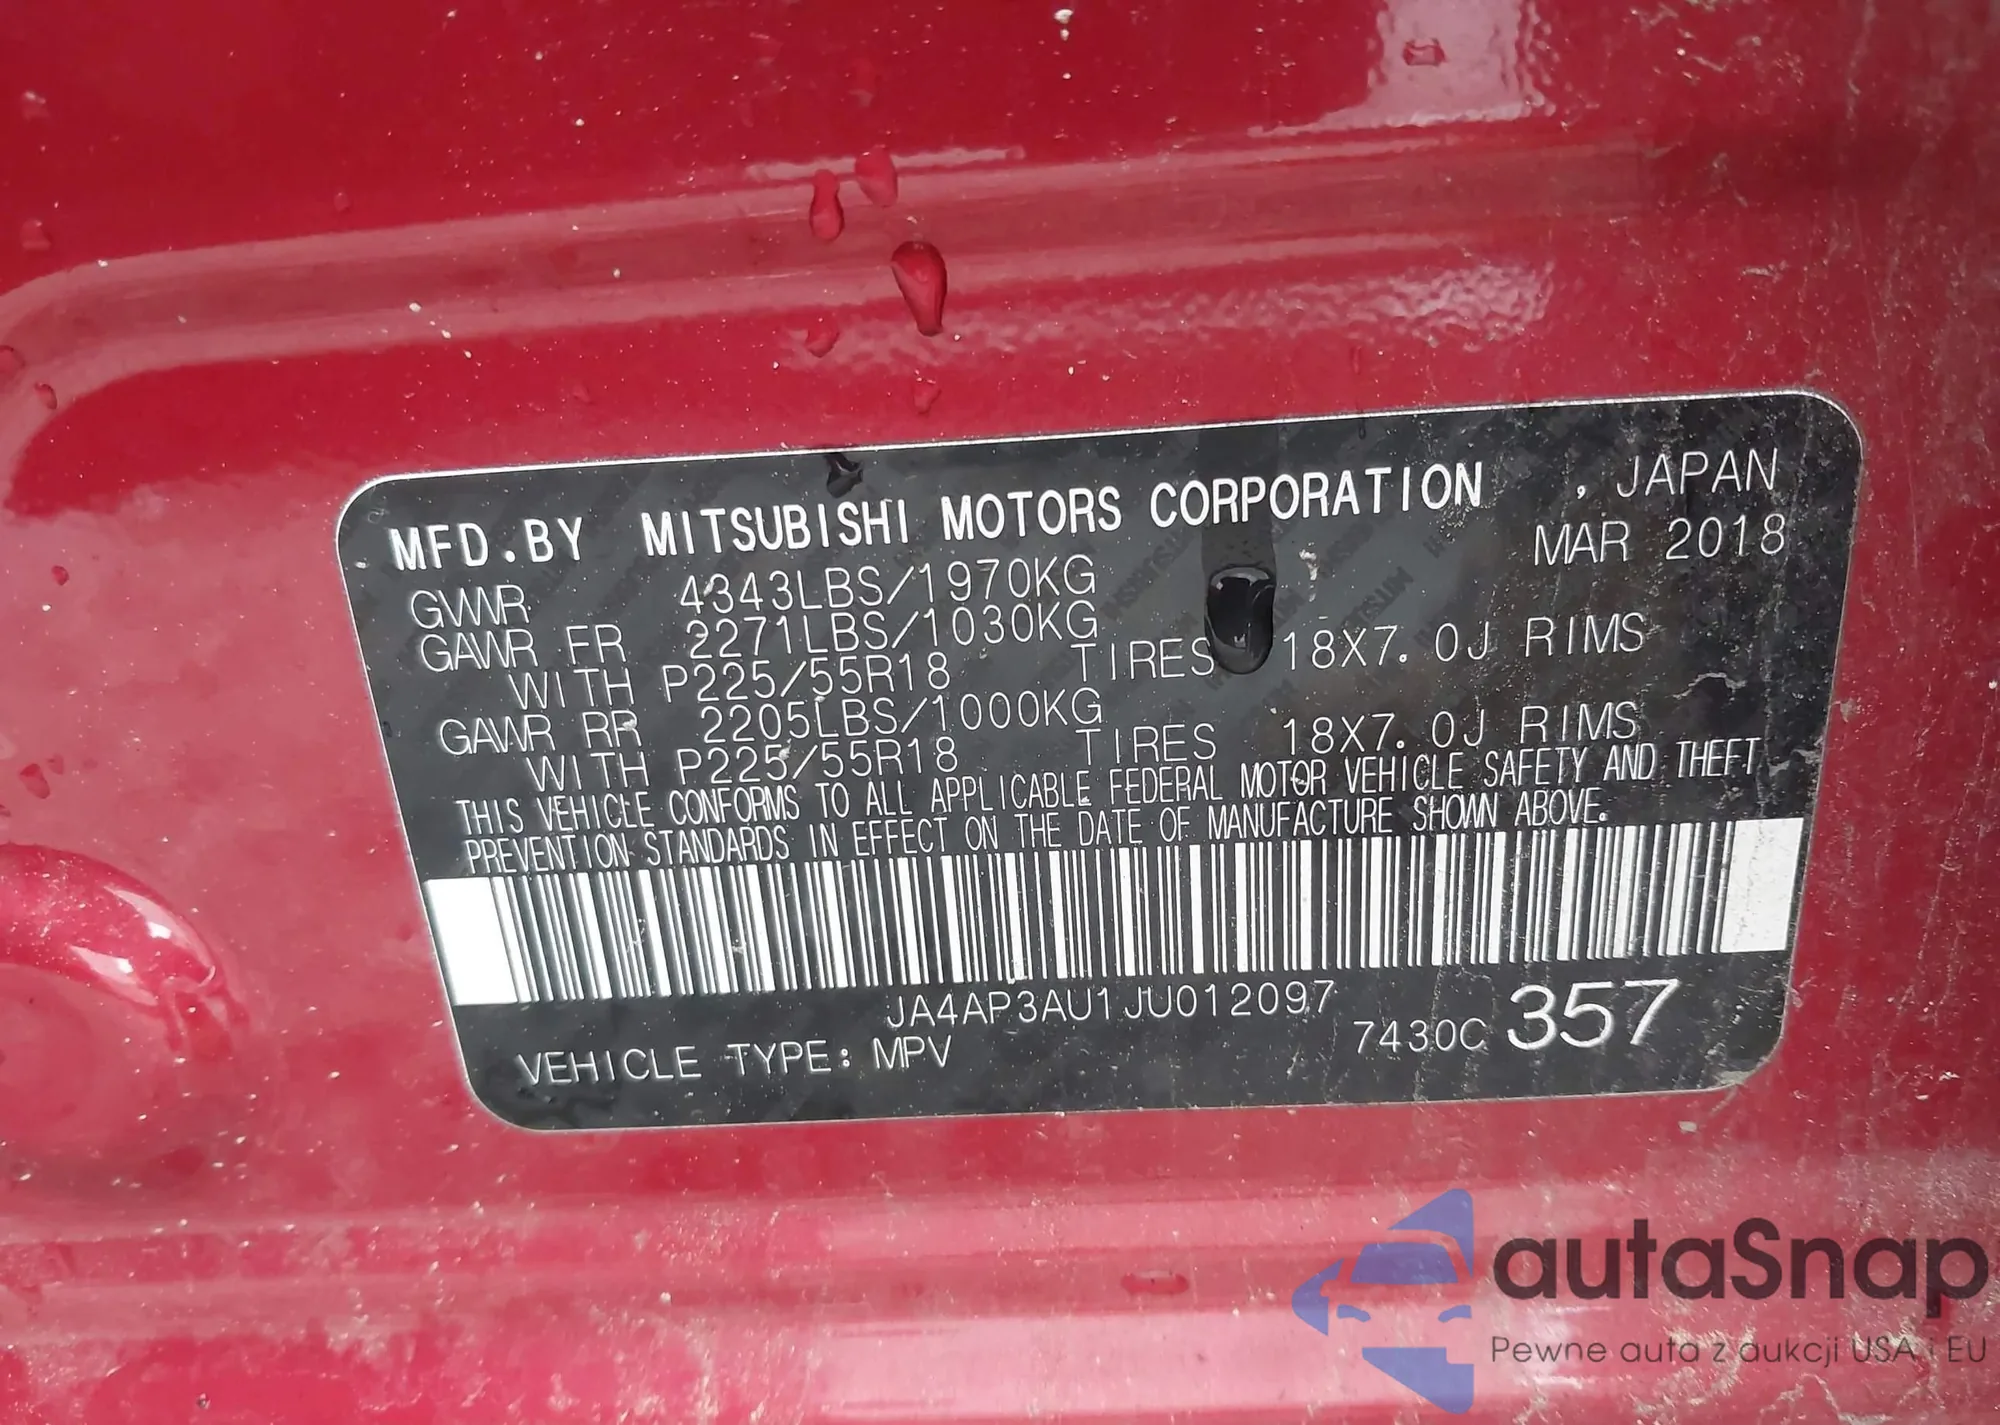 MFD.BY MITSUBISHI MOTORS CORPORATION , JAPAN
MAR 2018
GVWR 4343LBS/1970KG
GAWR FR 2271LBS/1030KG
WITH P225/55R18 TIRES 18X7.0J RIMS
GAWR RR 2205LBS/1000KG
WITH P225/55R18 TIRES 18X7.0J RIMS
THIS VEHICLE CONFORMS TO ALL APPLICABLE FEDERAL MOTOR VEHICLE SAFETY AND THEFT
PREVENTION STANDARDS IN EFFECT ON THE DATE OF MANUFACTURE SHOWN ABOVE.
JA4AP3AU1JU012097
VEHICLE TYPE: MPV 7430C 357
autaSnap
Pewne auta z aukcji USA i EU